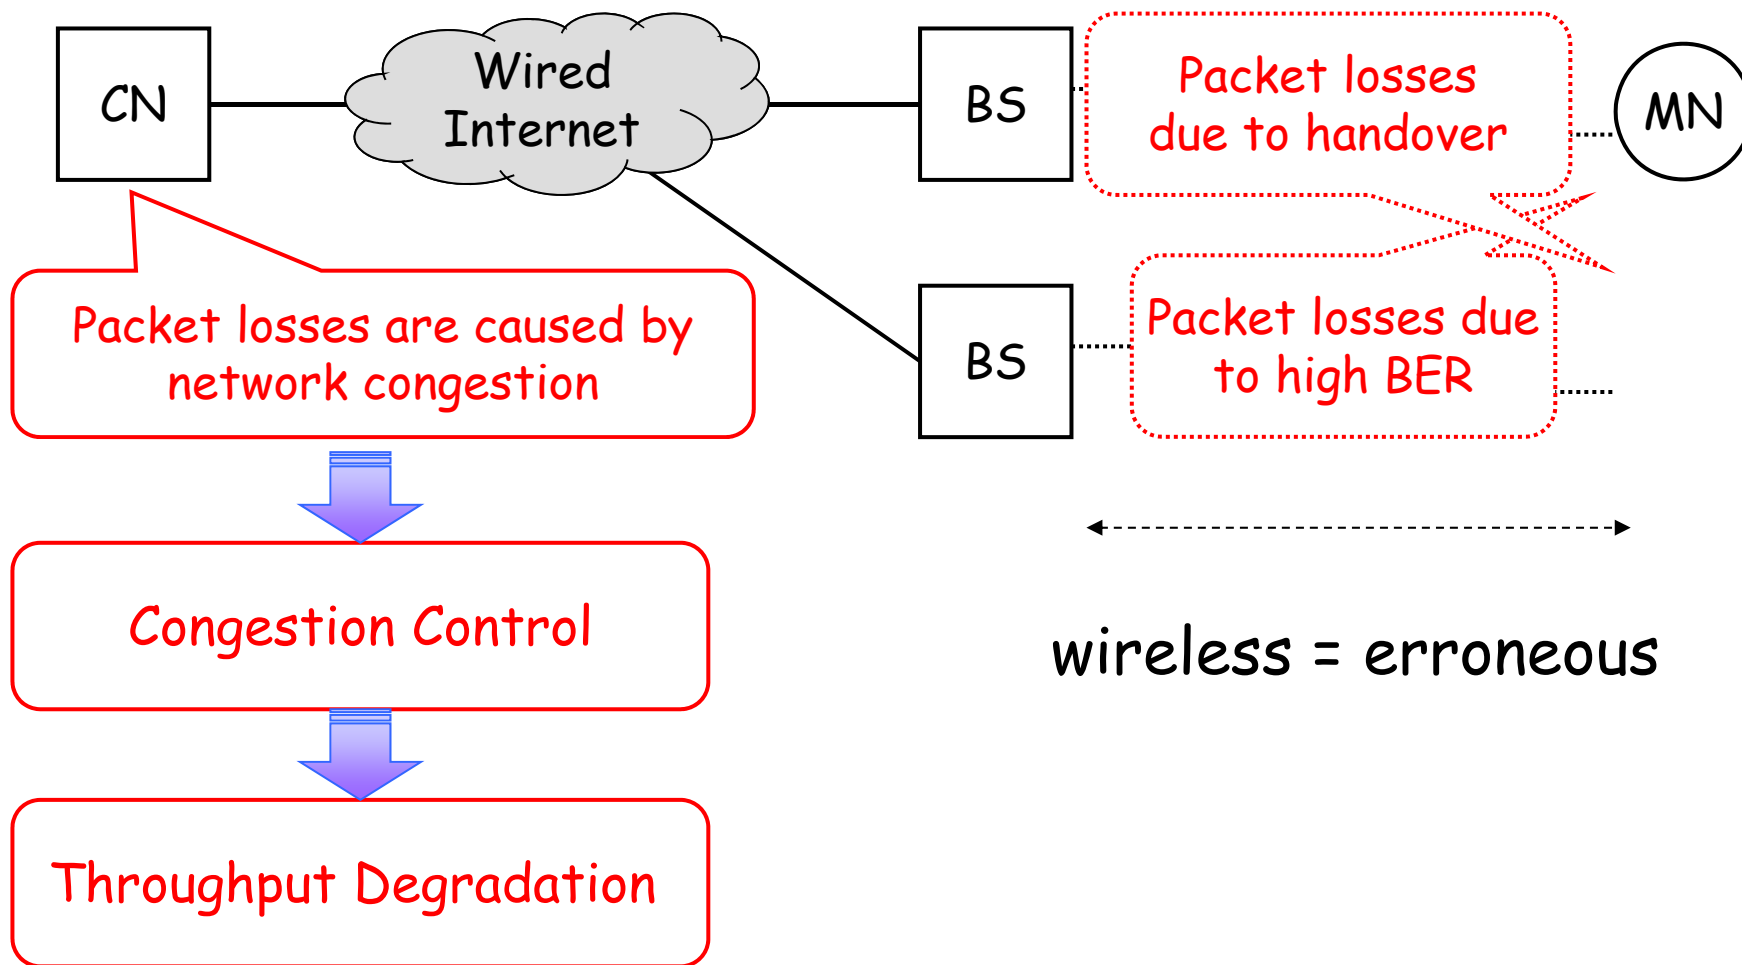 CN
Wired
Internet
BS
Packet losses
due to handover
MN
Packet losses are caused by
network congestion
BS
Packet losses due
to high BER
Congestion Control
wireless = erroneous
Throughput Degradation